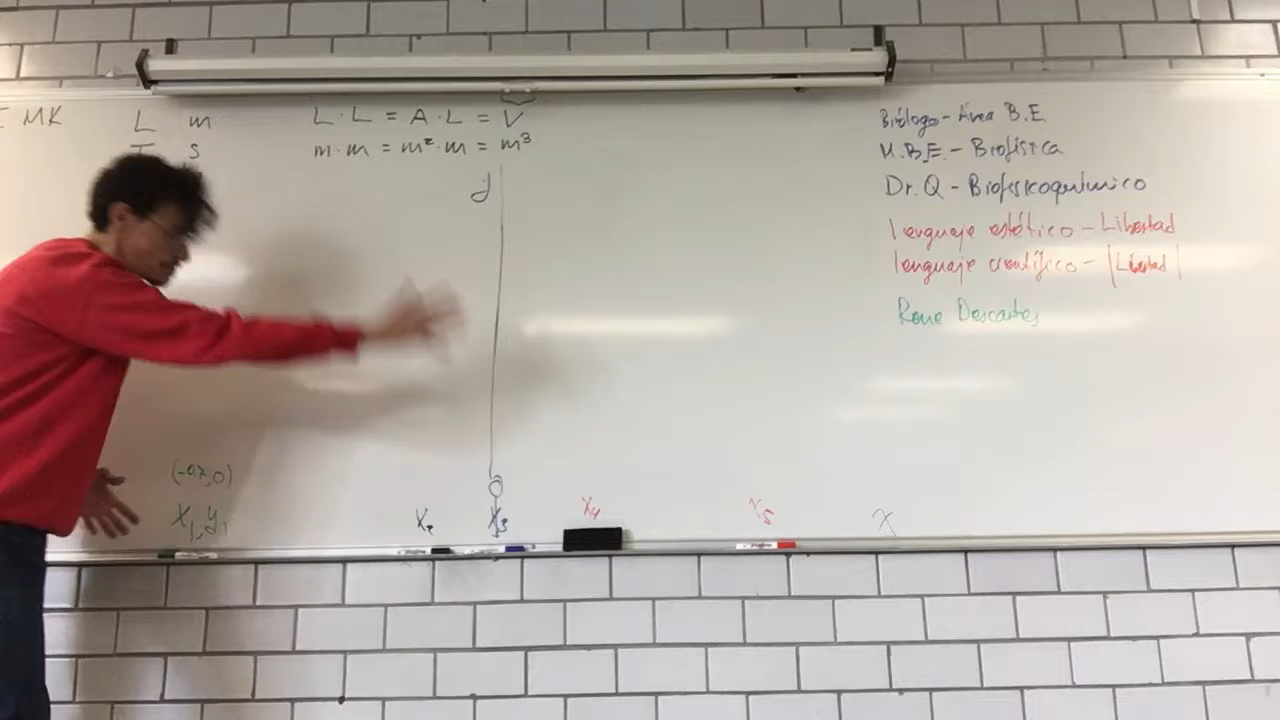 MK
L m
T s
L · L = A · L = V
m · m = m² · m = m³
y
Biólogo - Área B.E.
M.B.E. - Biofísica
Dr. Q - Biofisicoquímico
lenguaje estético - Libertad
lenguaje científico - |Libertad|
Rene Descartes
(-0.7, 0)
X₁, y₁ X₂ X₃ X₄ X₅ X